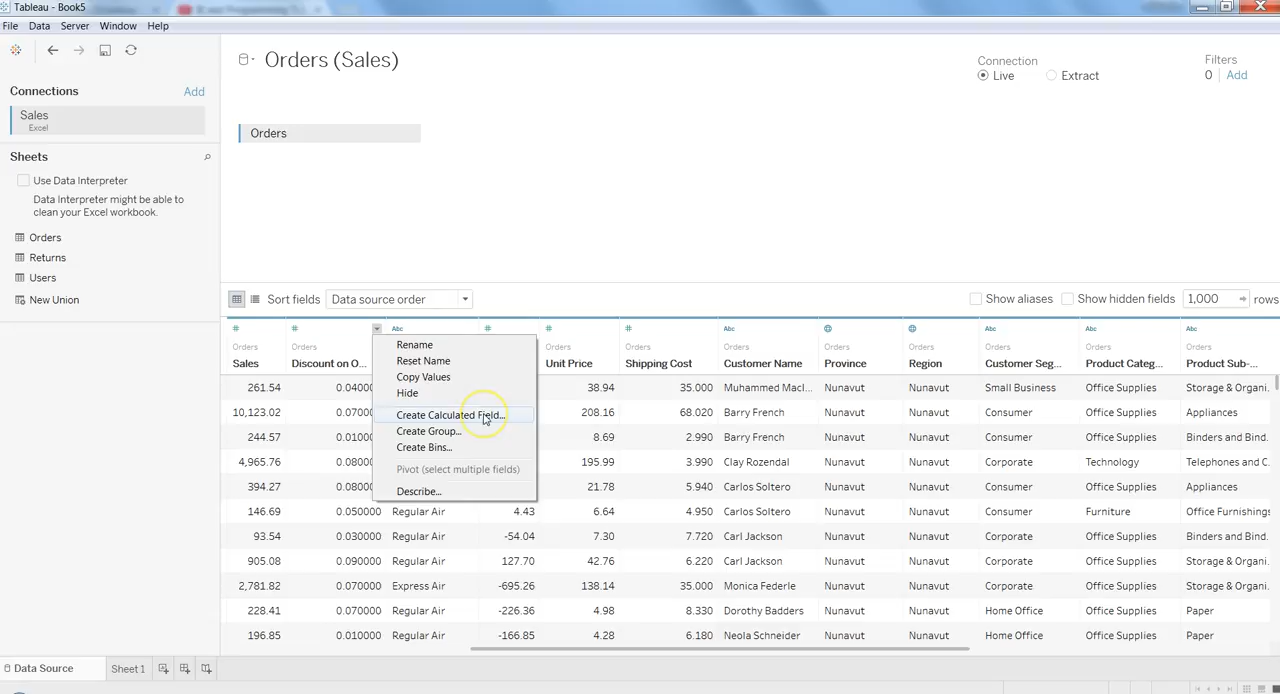 Tableau - Book5
File Data Server Window Help
Connections Add
Sales
Excel
Sheets
Use Data Interpreter
Data Interpreter might be able to
clean your Excel workbook.
Orders
Returns
Users
New Union
Orders (Sales)
Connection
Live Extract
Filters
0 Add
Orders
Sort fields Data source order Show aliases Show hidden fields 1,000 rows
# # Abc # # # Abc Abc Abc Abc
Orders Orders Orders Orders Orders Orders Orders Orders Orders
Sales Discount on O... Unit Price Shipping Cost Customer Name Province Region Customer Seg... Product Categ... Product Sub-...
Rename
Reset Name
Copy Values
Hide
Create Calculated Field...
Create Group...
Create Bins...
Pivot (select multiple fields)
Describe...
261.54 0.04000 38.94 35.000 Muhammed Macl... Nunavut Nunavut Small Business Office Supplies Storage & Organi.
10,123.02 0.07000 208.16 68.020 Barry French Nunavut Nunavut Consumer Office Supplies Appliances
244.57 0.01000 8.69 2.990 Barry French Nunavut Nunavut Consumer Office Supplies Binders and Bind.
4,965.76 0.08000 195.99 3.990 Clay Rozendal Nunavut Nunavut Corporate Technology Telephones and C
394.27 0.08000 21.78 5.940 Carlos Soltero Nunavut Nunavut Consumer Office Supplies Appliances
146.69 0.050000 Regular Air 4.43 6.64 4.950 Carlos Soltero Nunavut Nunavut Consumer Furniture Office Furnishings
93.54 0.030000 Regular Air -54.04 7.30 7.720 Carl Jackson Nunavut Nunavut Corporate Office Supplies Binders and Bind.
905.08 0.090000 Regular Air 127.70 42.76 6.220 Carl Jackson Nunavut Nunavut Corporate Office Supplies Storage & Organi.
2,781.82 0.070000 Express Air -695.26 138.14 35.000 Monica Federle Nunavut Nunavut Corporate Office Supplies Storage & Organi.
228.41 0.070000 Regular Air -226.36 4.98 8.330 Dorothy Badders Nunavut Nunavut Home Office Office Supplies Paper
196.85 0.010000 Regular Air -166.85 4.28 6.180 Neola Schneider Nunavut Nunavut Home Office Office Supplies Paper
Data Source Sheet 1